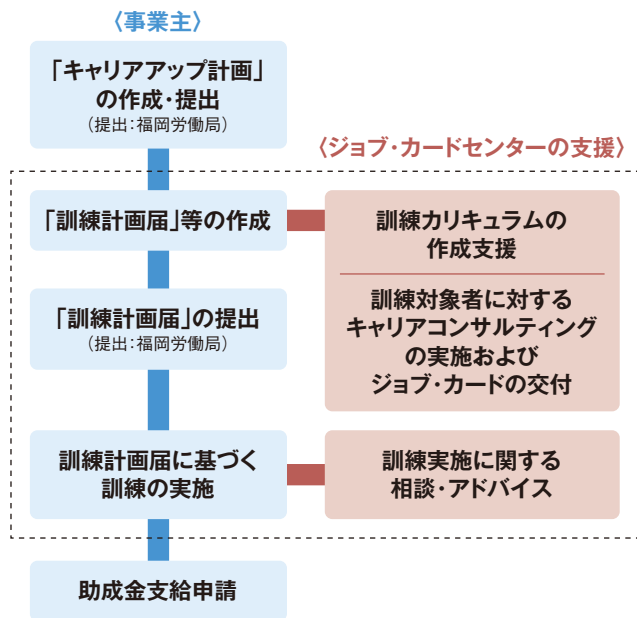 〈事業主〉
「キャリアアップ計画」
の作成・提出
（提出：福岡労働局）
〈ジョブ・カードセンターの支援〉
「訓練計画届」等の作成
訓練カリキュラムの
作成支援
訓練対象者に対する
キャリアコンサルティング
の実施および
ジョブ・カードの交付
「訓練計画届」の提出
（提出：福岡労働局）
訓練計画届に基づく
訓練の実施
訓練実施に関する
相談・アドバイス
助成金支給申請